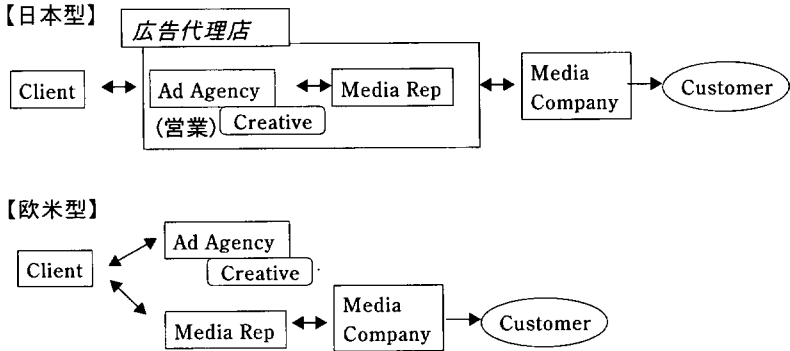 【日本型】
広告代理店
Client
Ad Agency
Media Rep
(営業)
Creative
Media
Company
Customer
【欧米型】
Client
Ad Agency
Creative
Media Rep
Media
Company
Customer